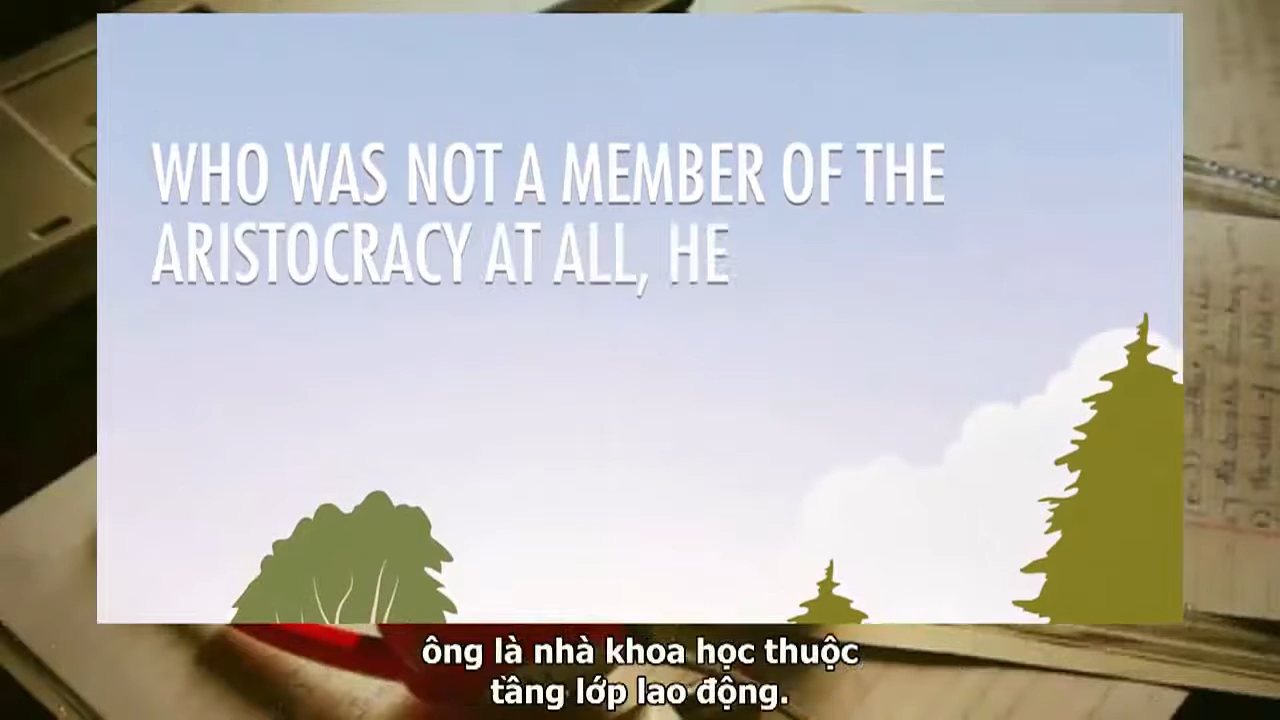 WHO WAS NOT A MEMBER OF THE
ARISTOCRACY AT ALL, HE
ông là nhà khoa học thuộc
tầng lớp lao động.